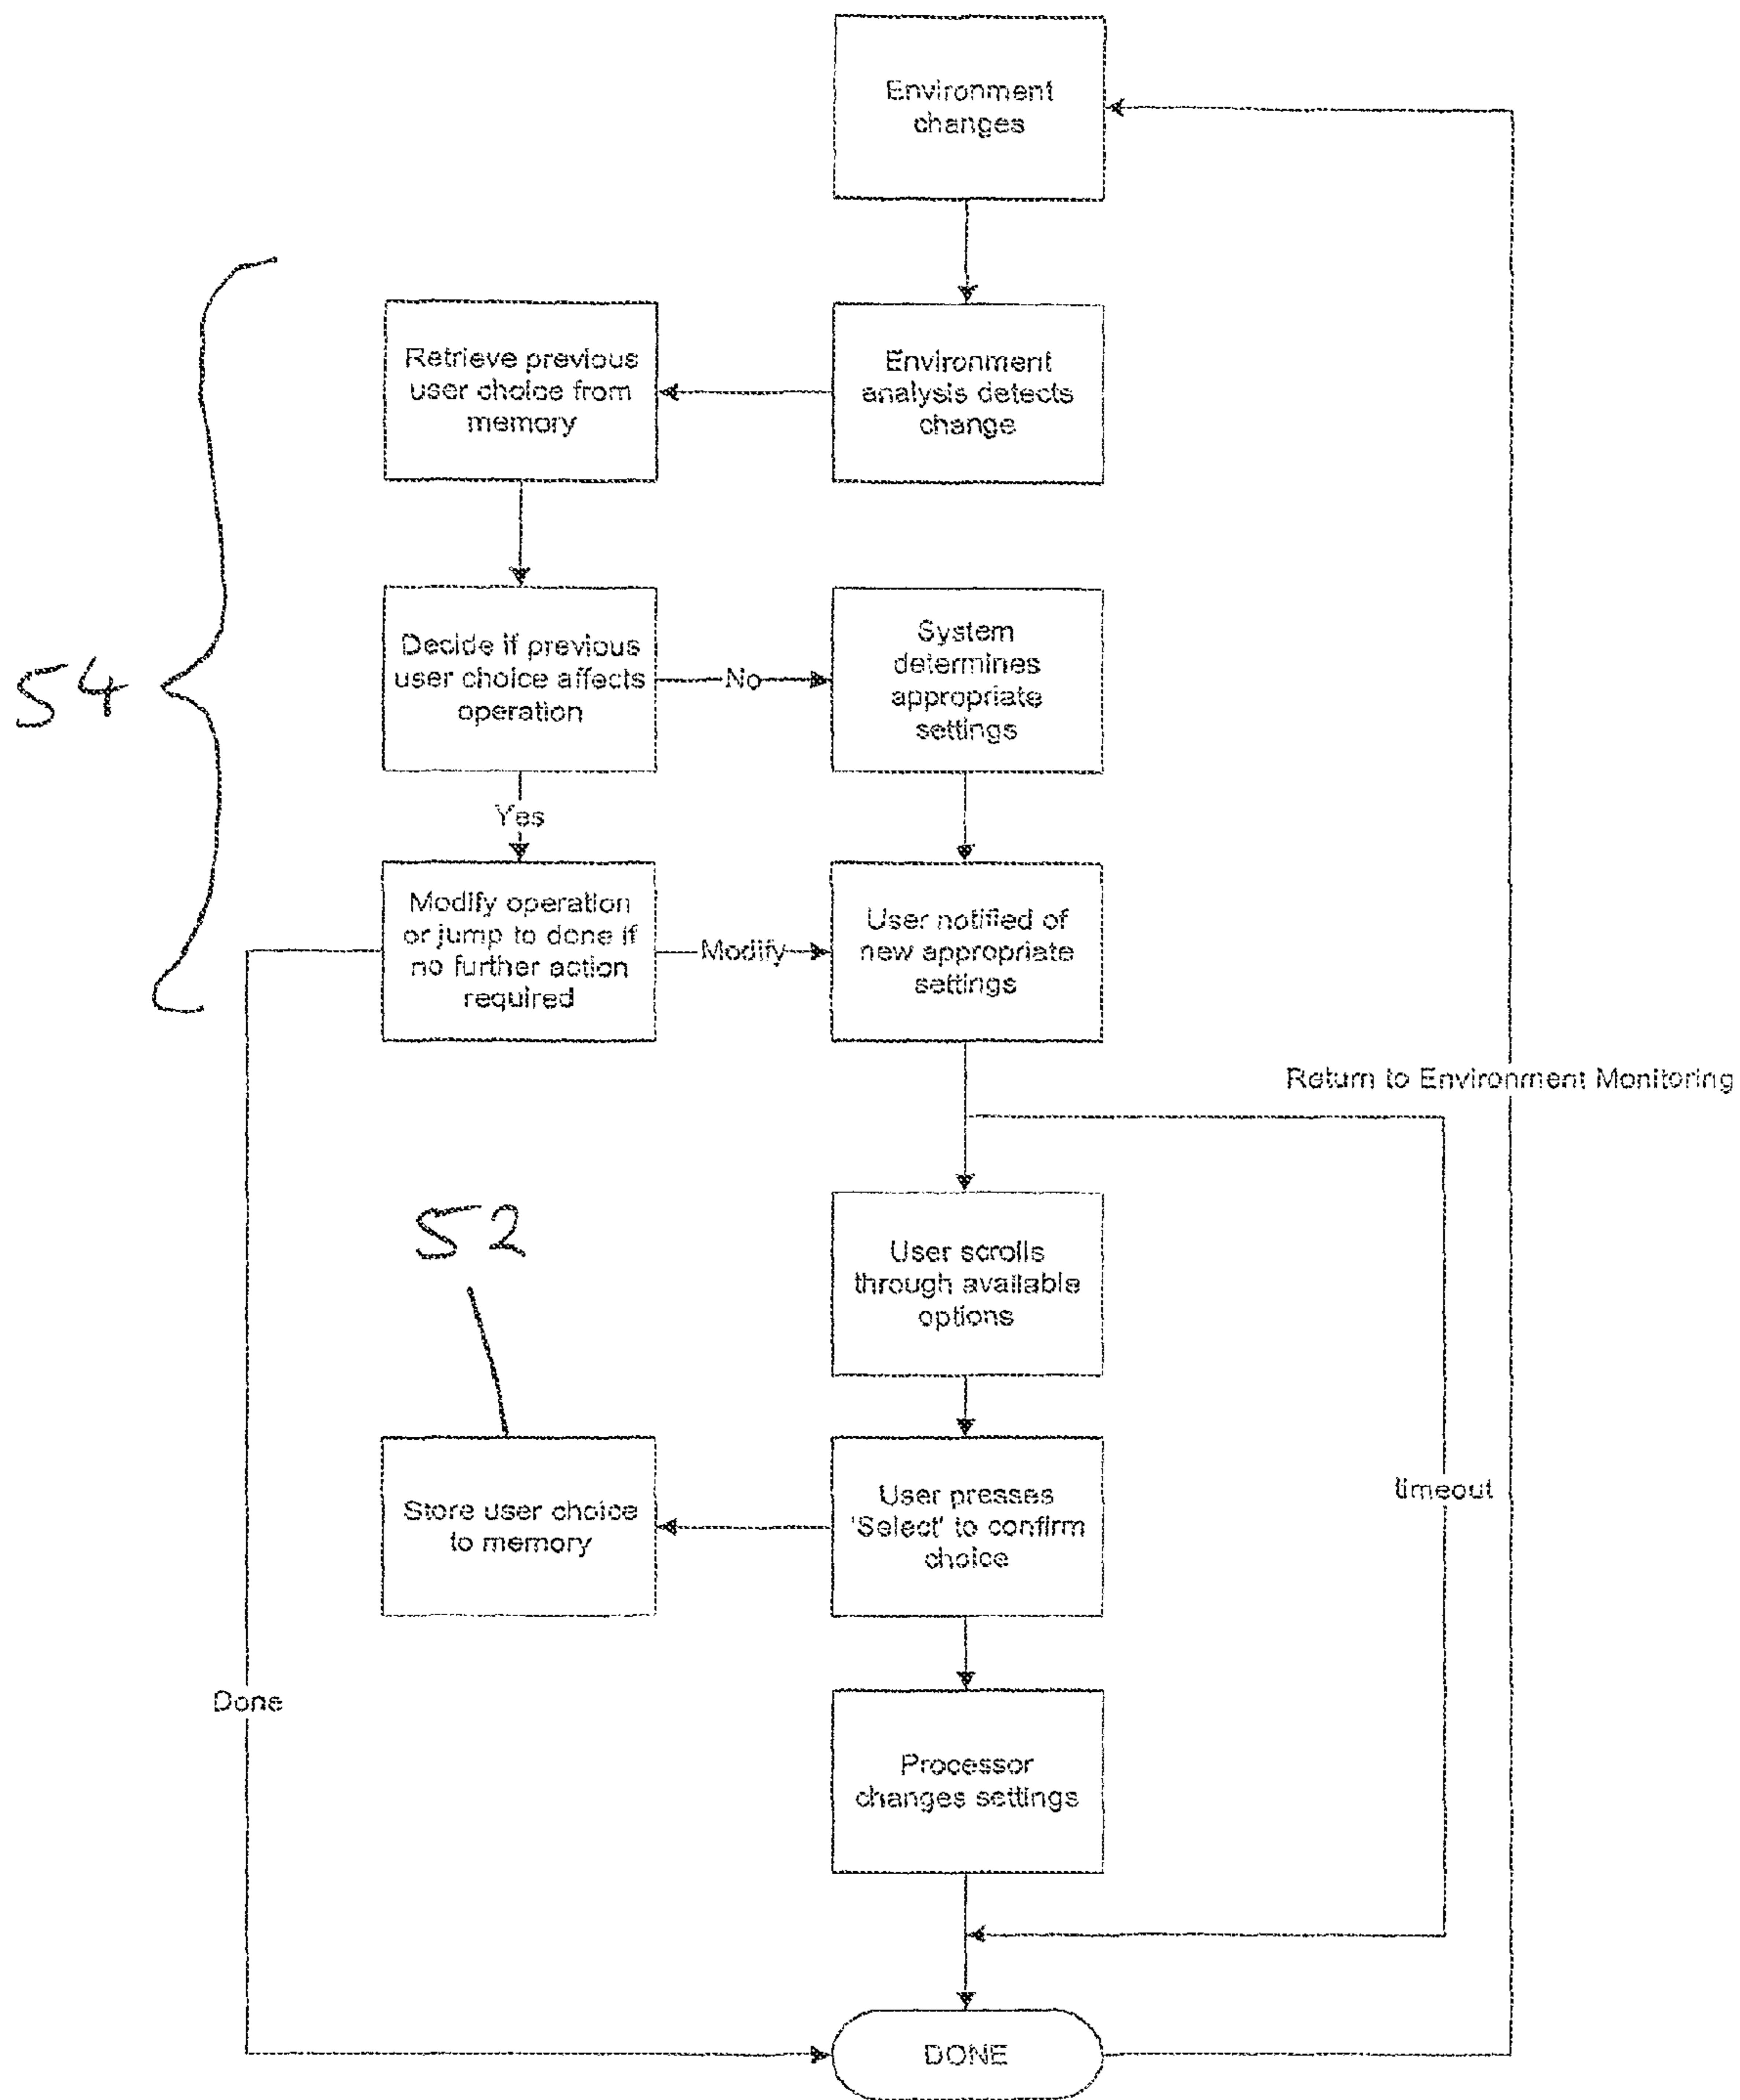 Environment
changes
Retrieve previous
user choice from
memory
Environment
analysis detects
change
54
Decide if previous
user choice affects
operation
No
System
determines
appropriate
settings
Yes
Modify operation
or jump to done if
no further action
required
Modify
User notified of
new appropriate
settings
Return to Environment Monitoring
52
User scrolls
through available
options
Store user choice
to memory
User presses
'Select' to confirm
choice
timeout
Done
Processor
changes settings
DONE